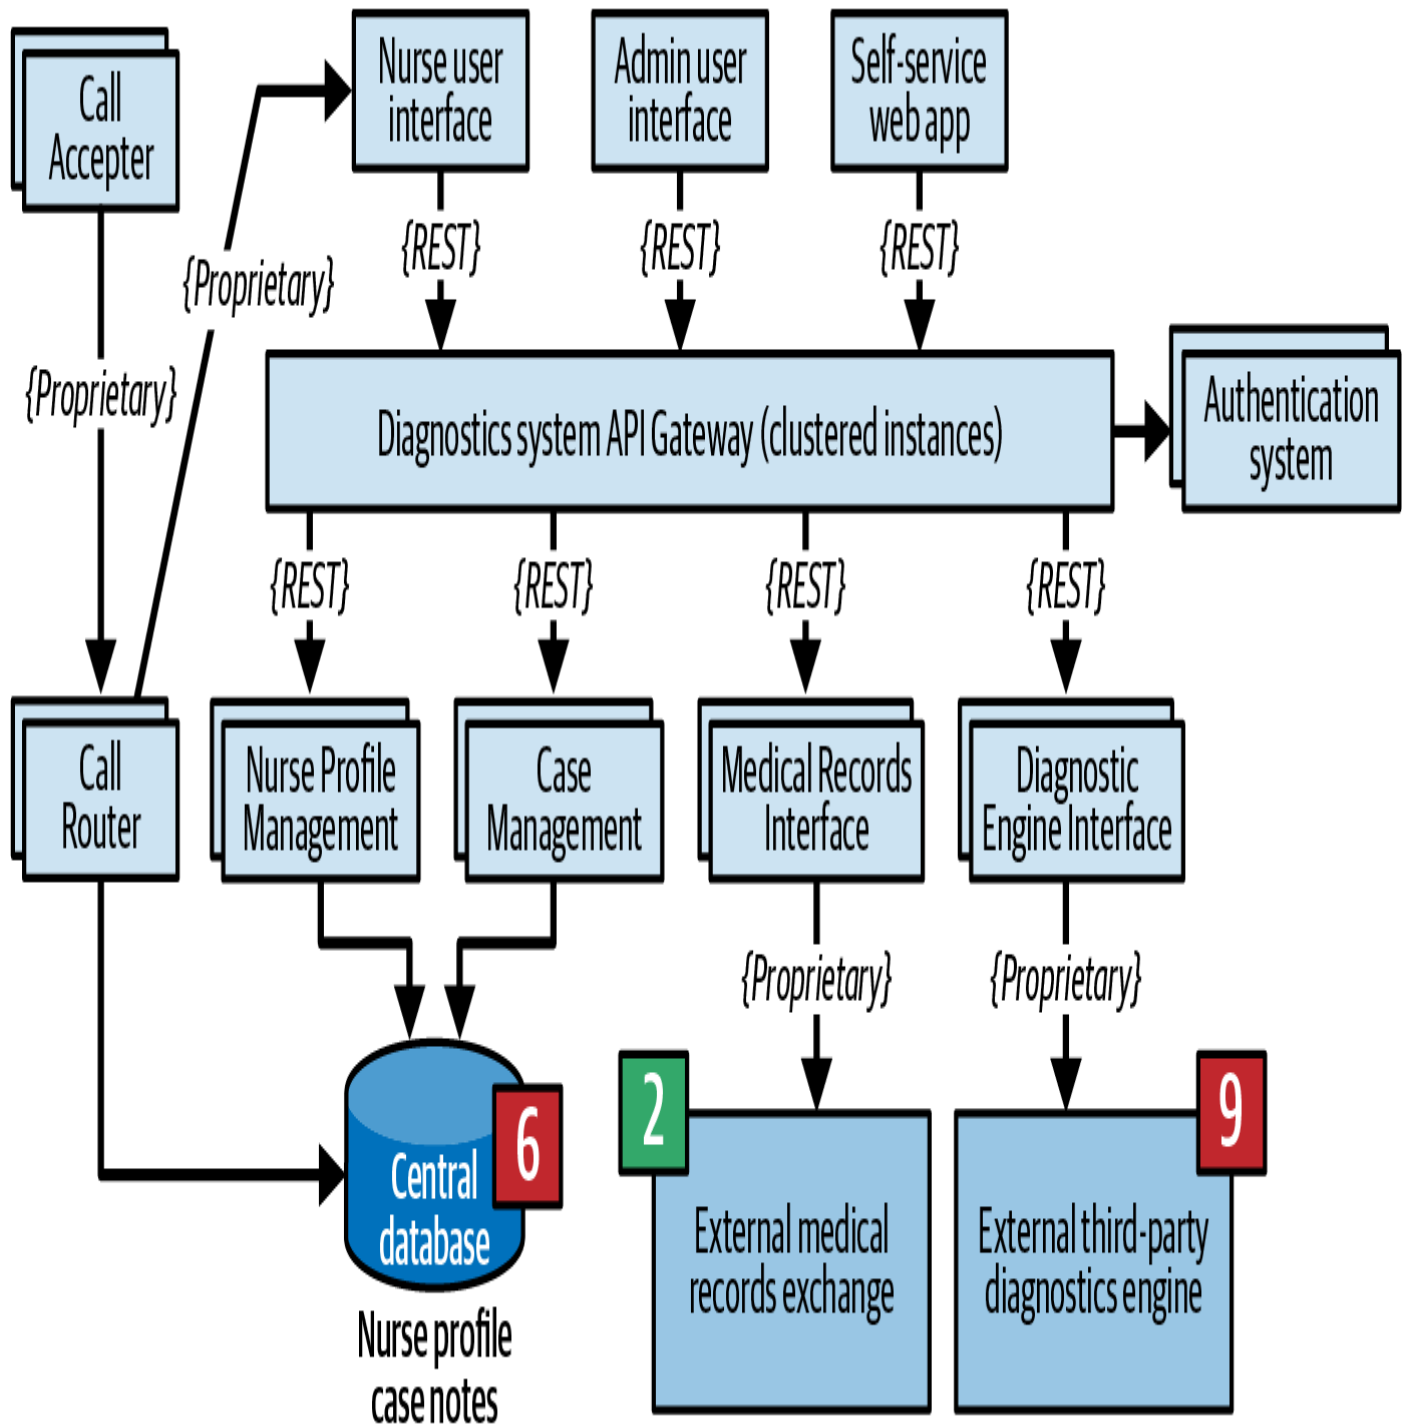 Call
Accepter
Nurse user
interface
Admin user
interface
Self-service
web app
{REST}
{REST}
{REST}
{Proprietary}
{Proprietary}
Diagnostics system API Gateway (clustered instances)
Authentication
system
{REST}
{REST}
{REST}
{REST}
Call
Router
Nurse Profile
Management
Case
Management
Medical Records
Interface
Diagnostic
Engine Interface
{Proprietary}
{Proprietary}
Central
database
6
Nurse profile
case notes
2
External medical
records exchange
9
External third-party
diagnostics engine